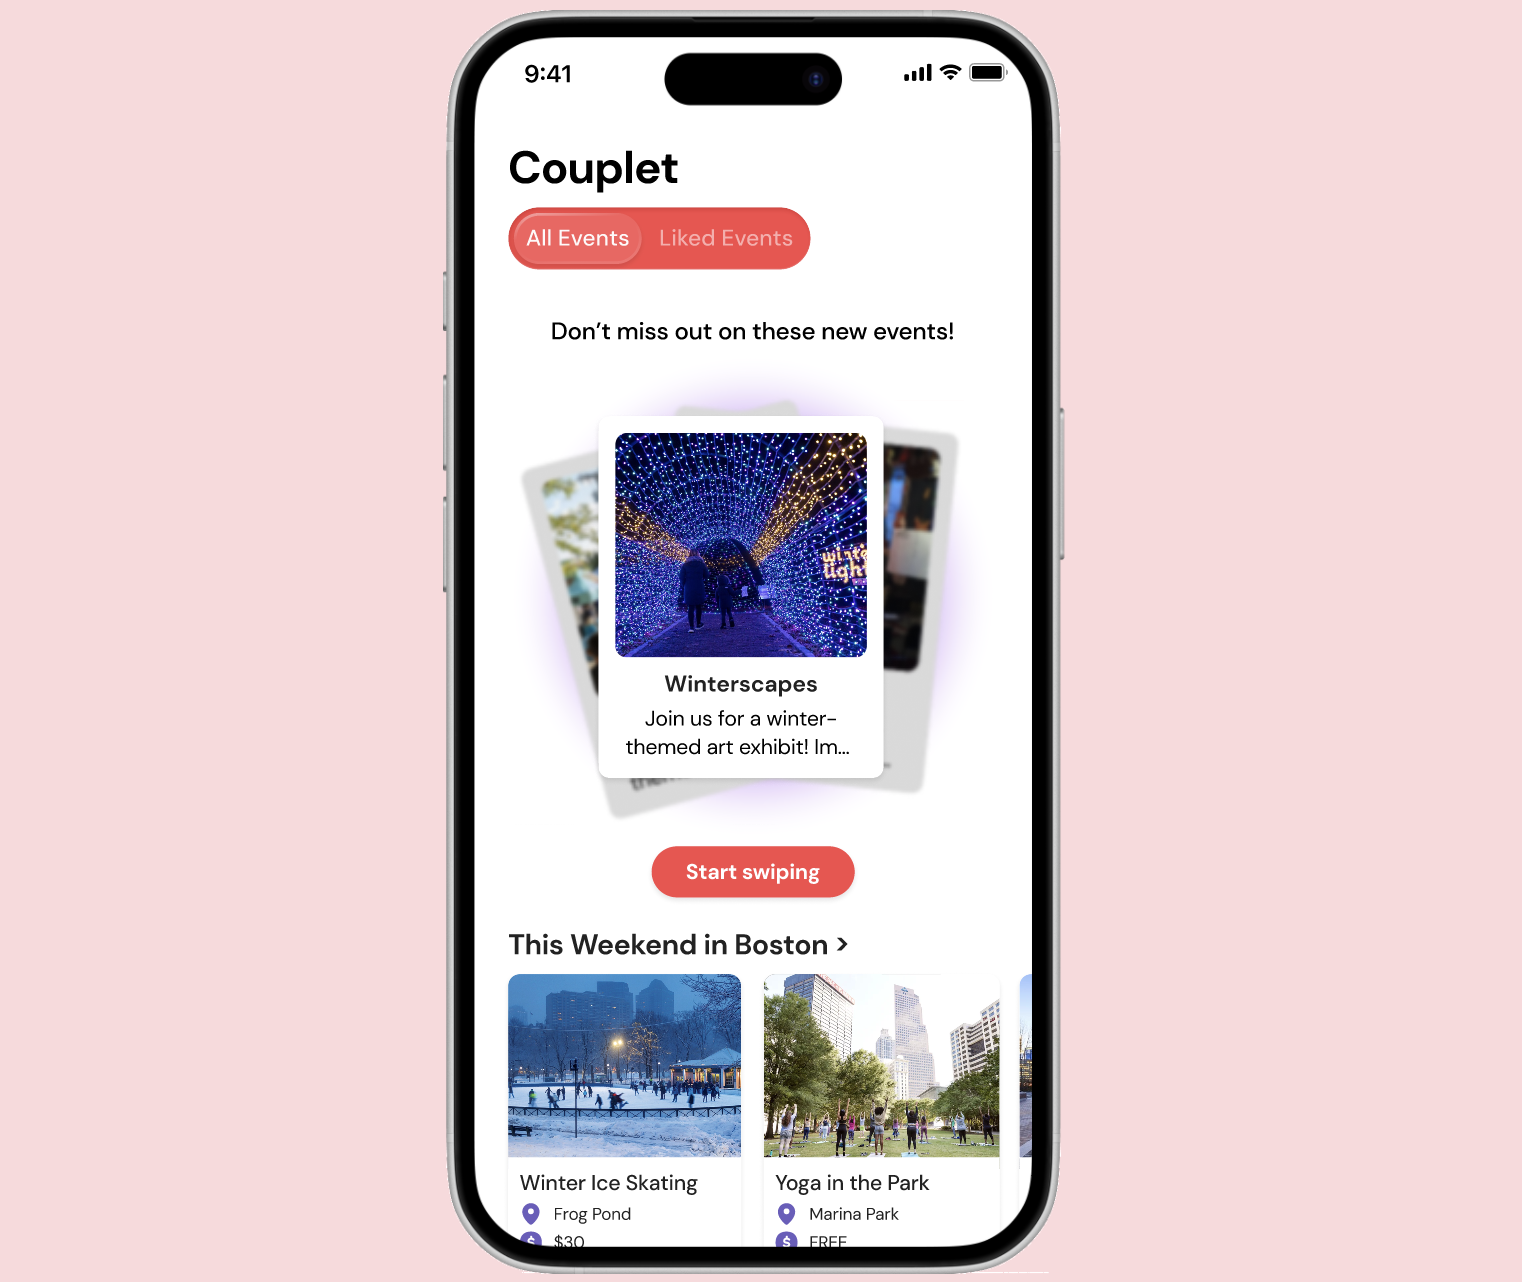 9:41
Couplet
All Events Liked Events
Don't miss out on these new events!
Winterscapes
Join us for a winter-
themed art exhibit! Im...
Start swiping
This Weekend in Boston >
Winter Ice Skating
Frog Pond
$30
Yoga in the Park
Marina Park
FREE